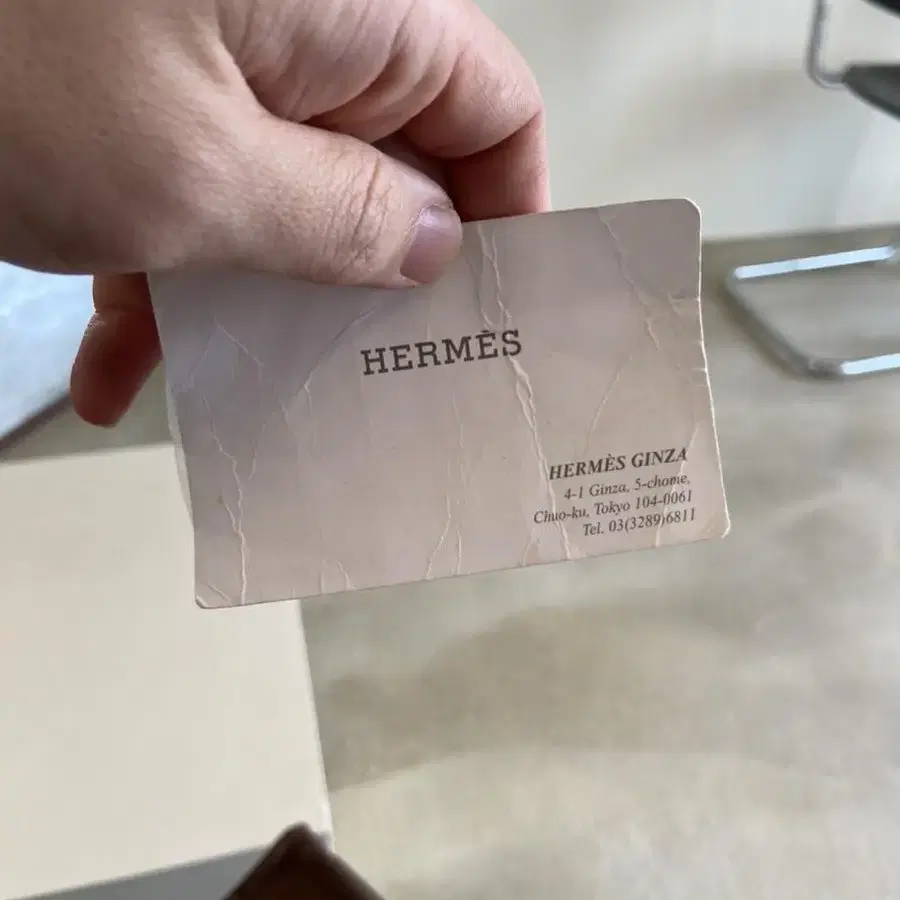 HERMÈS
HERMÈS GINZA
4-1 Ginza, 5-chome,
Chuo-ku, Tokyo 104-0061
Tel. 03(3289)6811